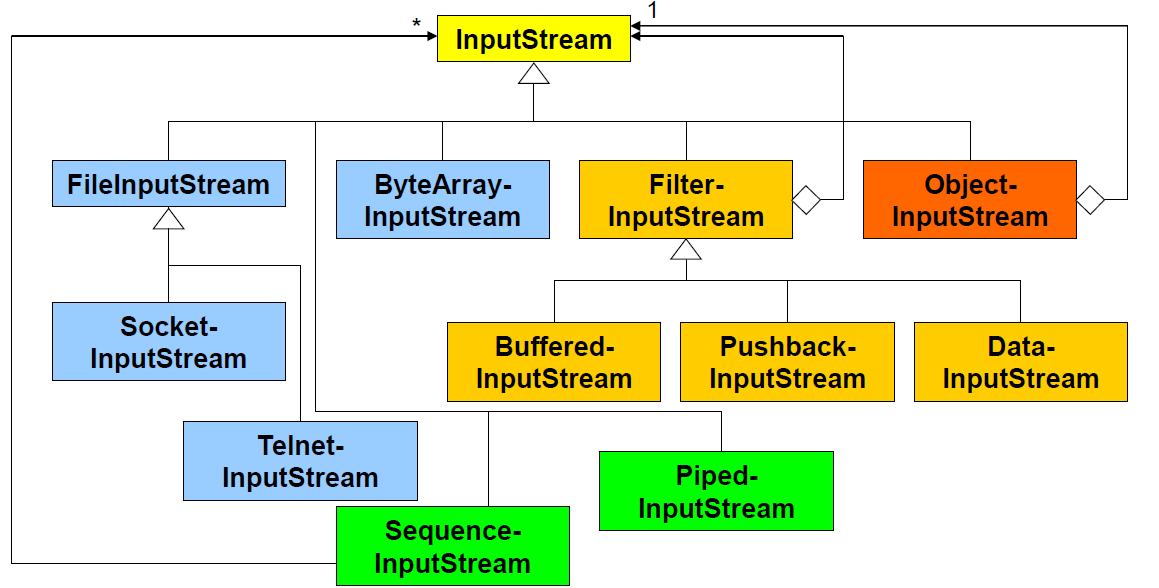 *
1
InputStream
FileInputStream
ByteArray-
InputStream
Filter-
InputStream
Object-
InputStream
Socket-
InputStream
Buffered-
InputStream
Pushback-
InputStream
Data-
InputStream
Telnet-
InputStream
Piped-
InputStream
Sequence-
InputStream